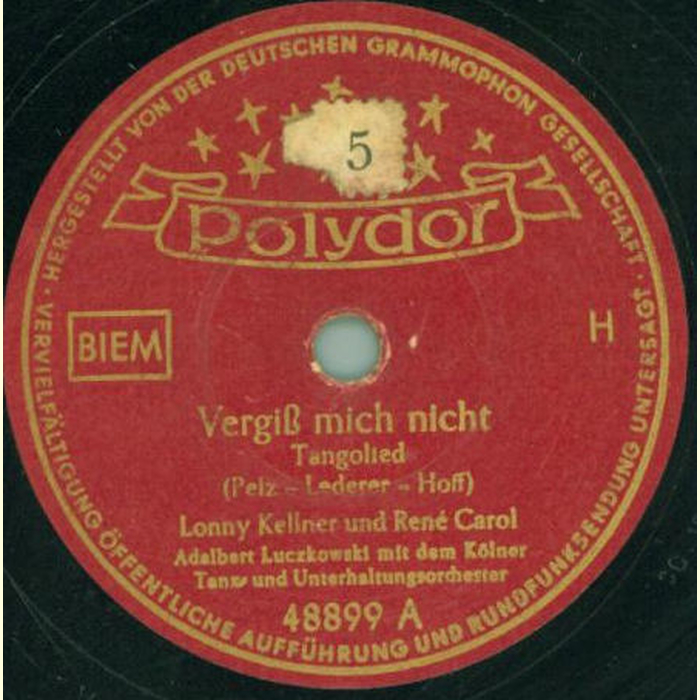 HERGESTELLT VON DER DEUTSCHEN GRAMMOPHON GESELLSCHAFT ·
5
Polydor
BIEM
H
Vergiß mich nicht
Tangolied
(Pelz – Lederer – Hoff)
Lonny Kellner und René Carol
Adalbert Luczkowski mit dem Kölner
Tanz- und Unterhaltungsorchester
48899 A
· VERVIELFÄLTIGUNG ÖFFENTLICHE AUFFÜHRUNG UND RUNDFUNKSENDUNG UNTERSAGT ·